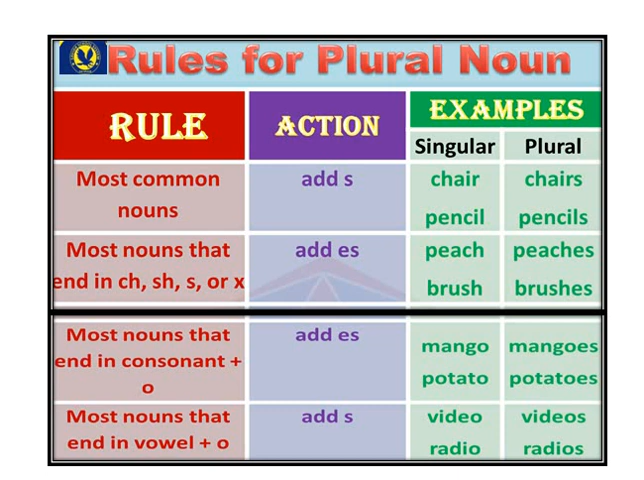 Rules for Plural Noun
RULE
ACTION
EXAMPLES
Singular
Plural
Most common
nouns
add s
chair
chairs
pencil
pencils
Most nouns that
end in ch, sh, s, or x
add es
peach
peaches
brush
brushes
Most nouns that
end in consonant +
o
add es
mango
mangoes
potato
potatoes
Most nouns that
end in vowel + o
add s
video
videos
radio
radios